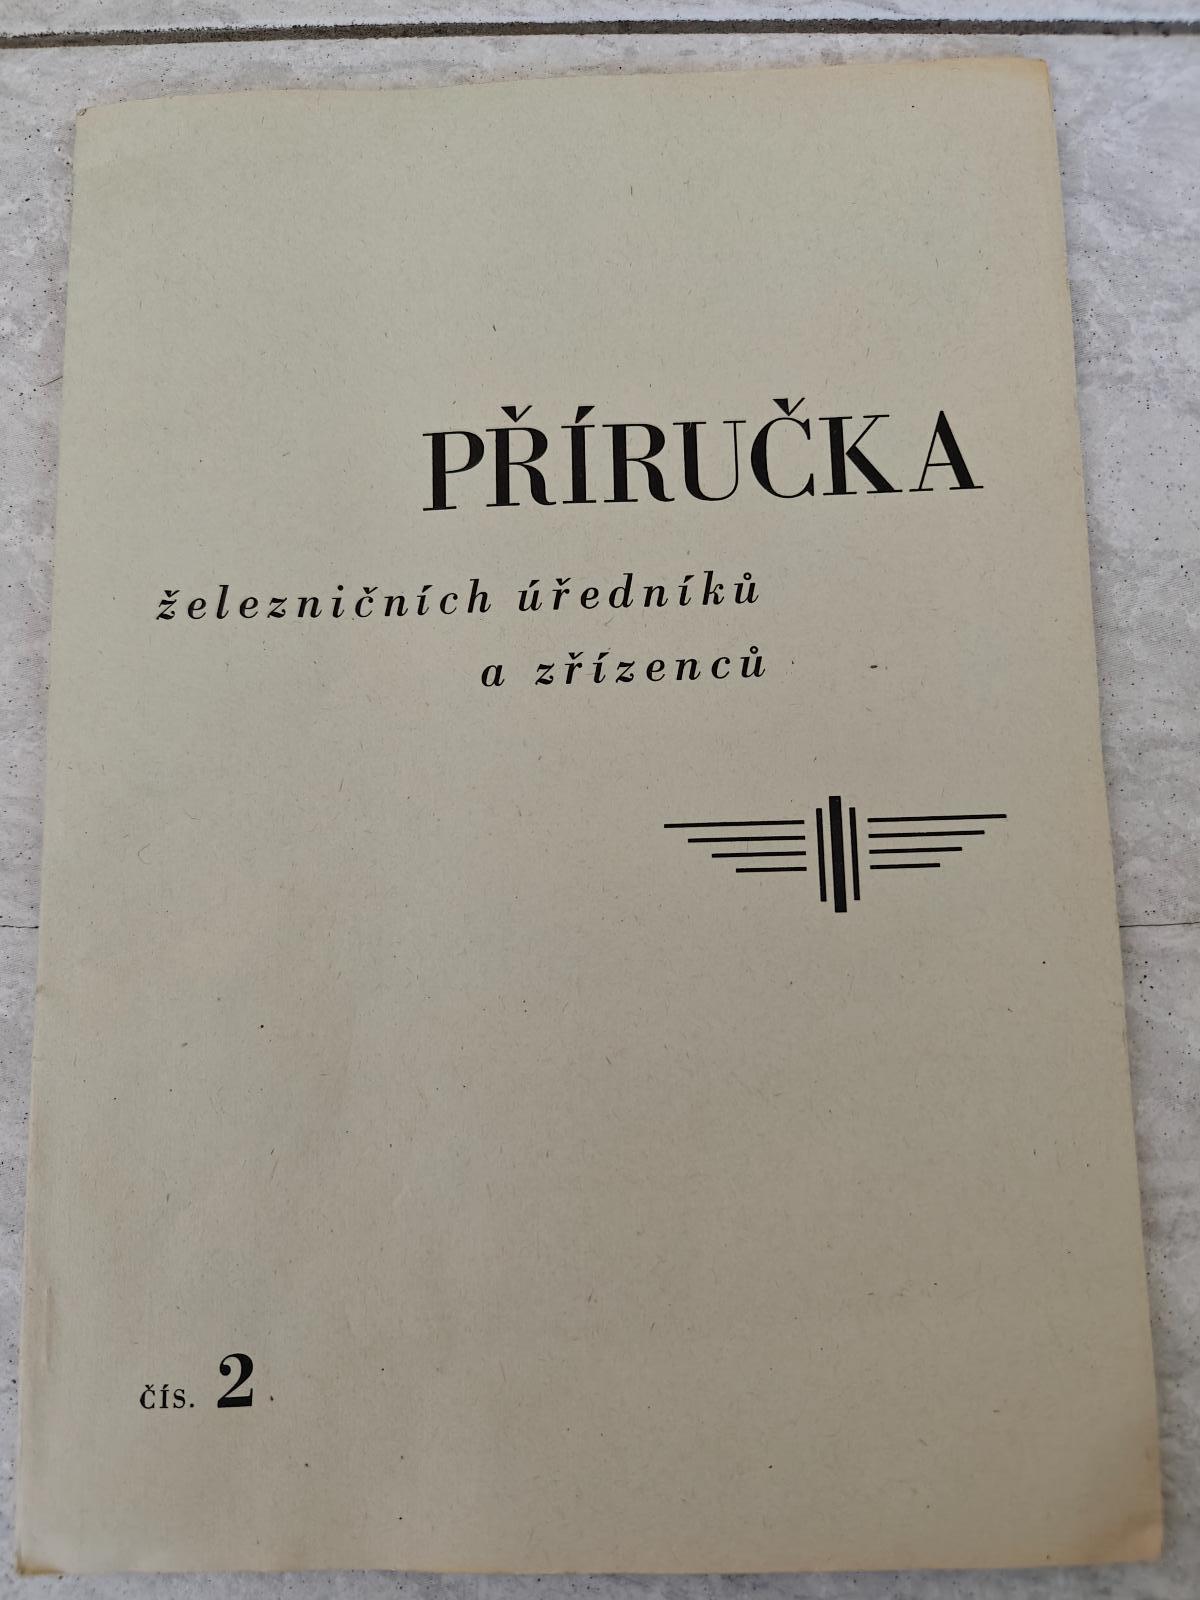 PŘÍRUČKA
železničních úředníků
a zřízenců
čís. 2